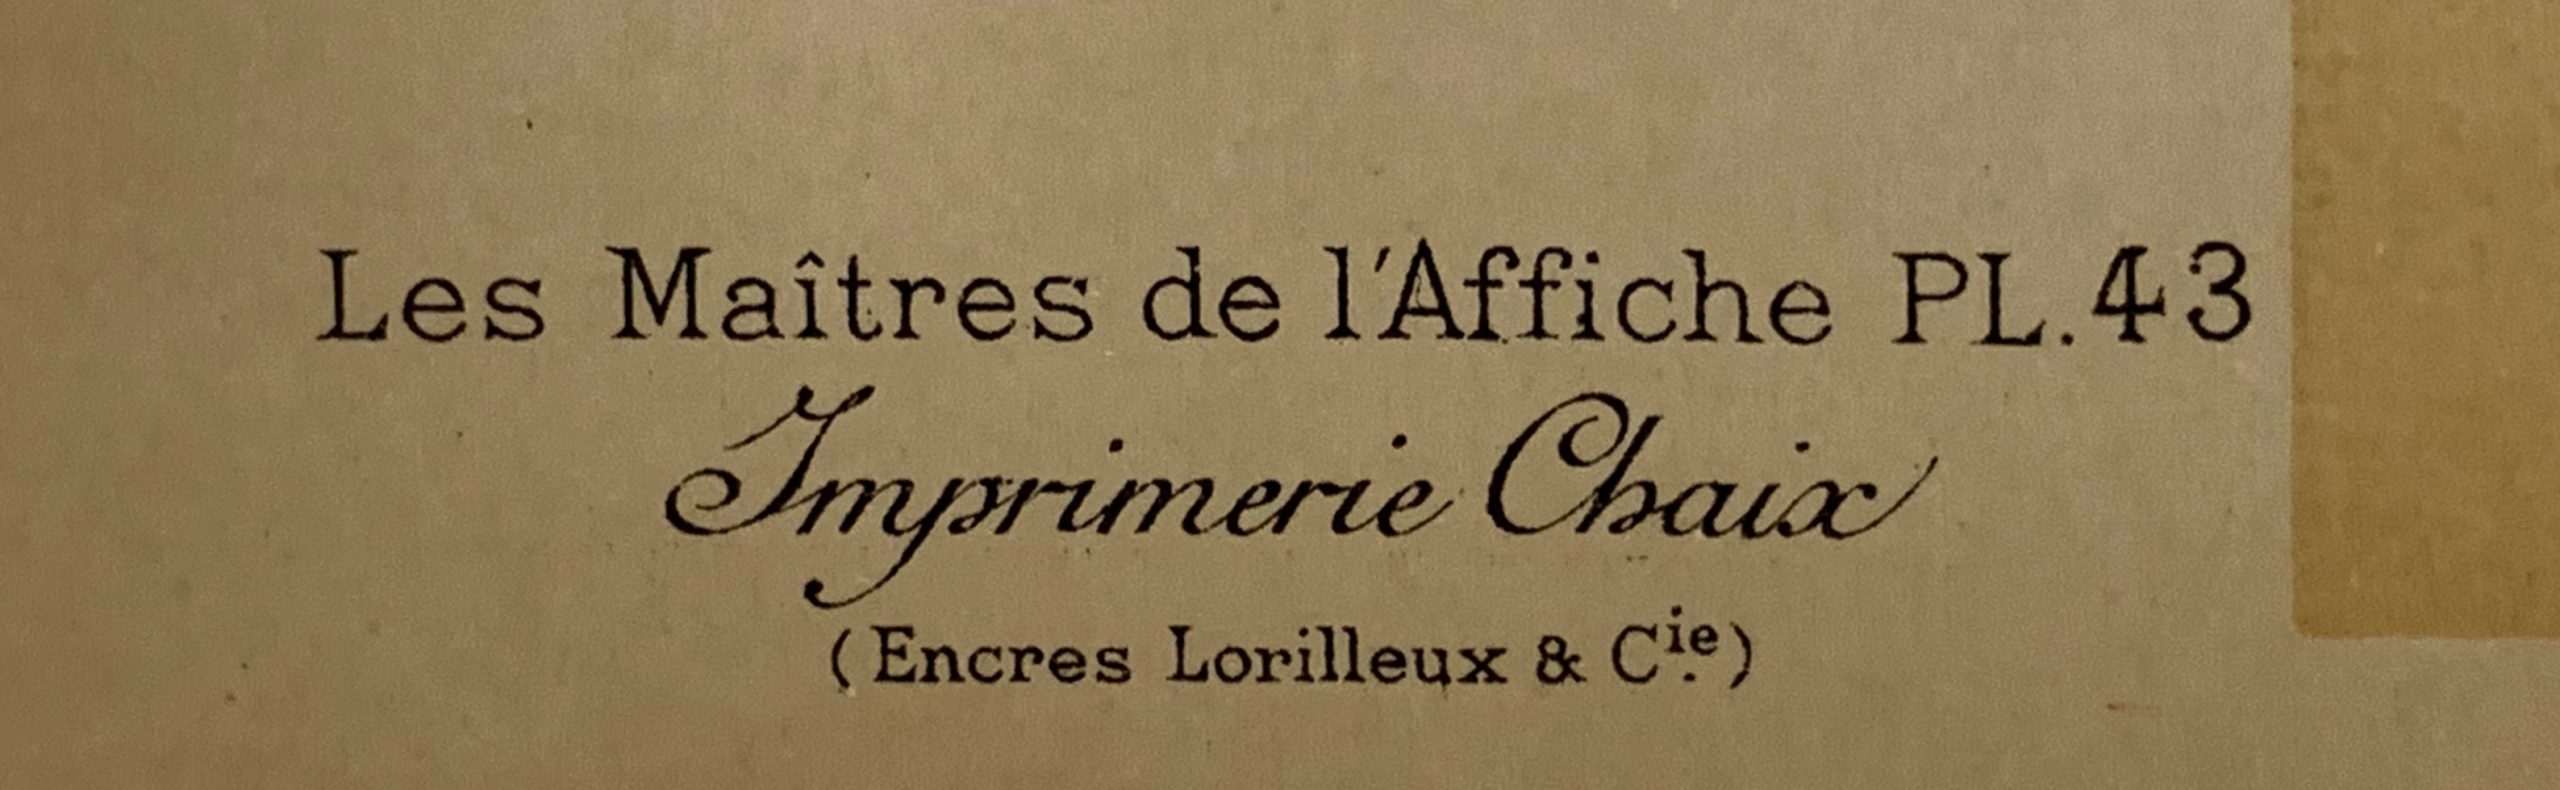 Les Maîtres de l'Affiche PL.43
Imprimerie Chaix
(Encres Lorilleux & Cie.)